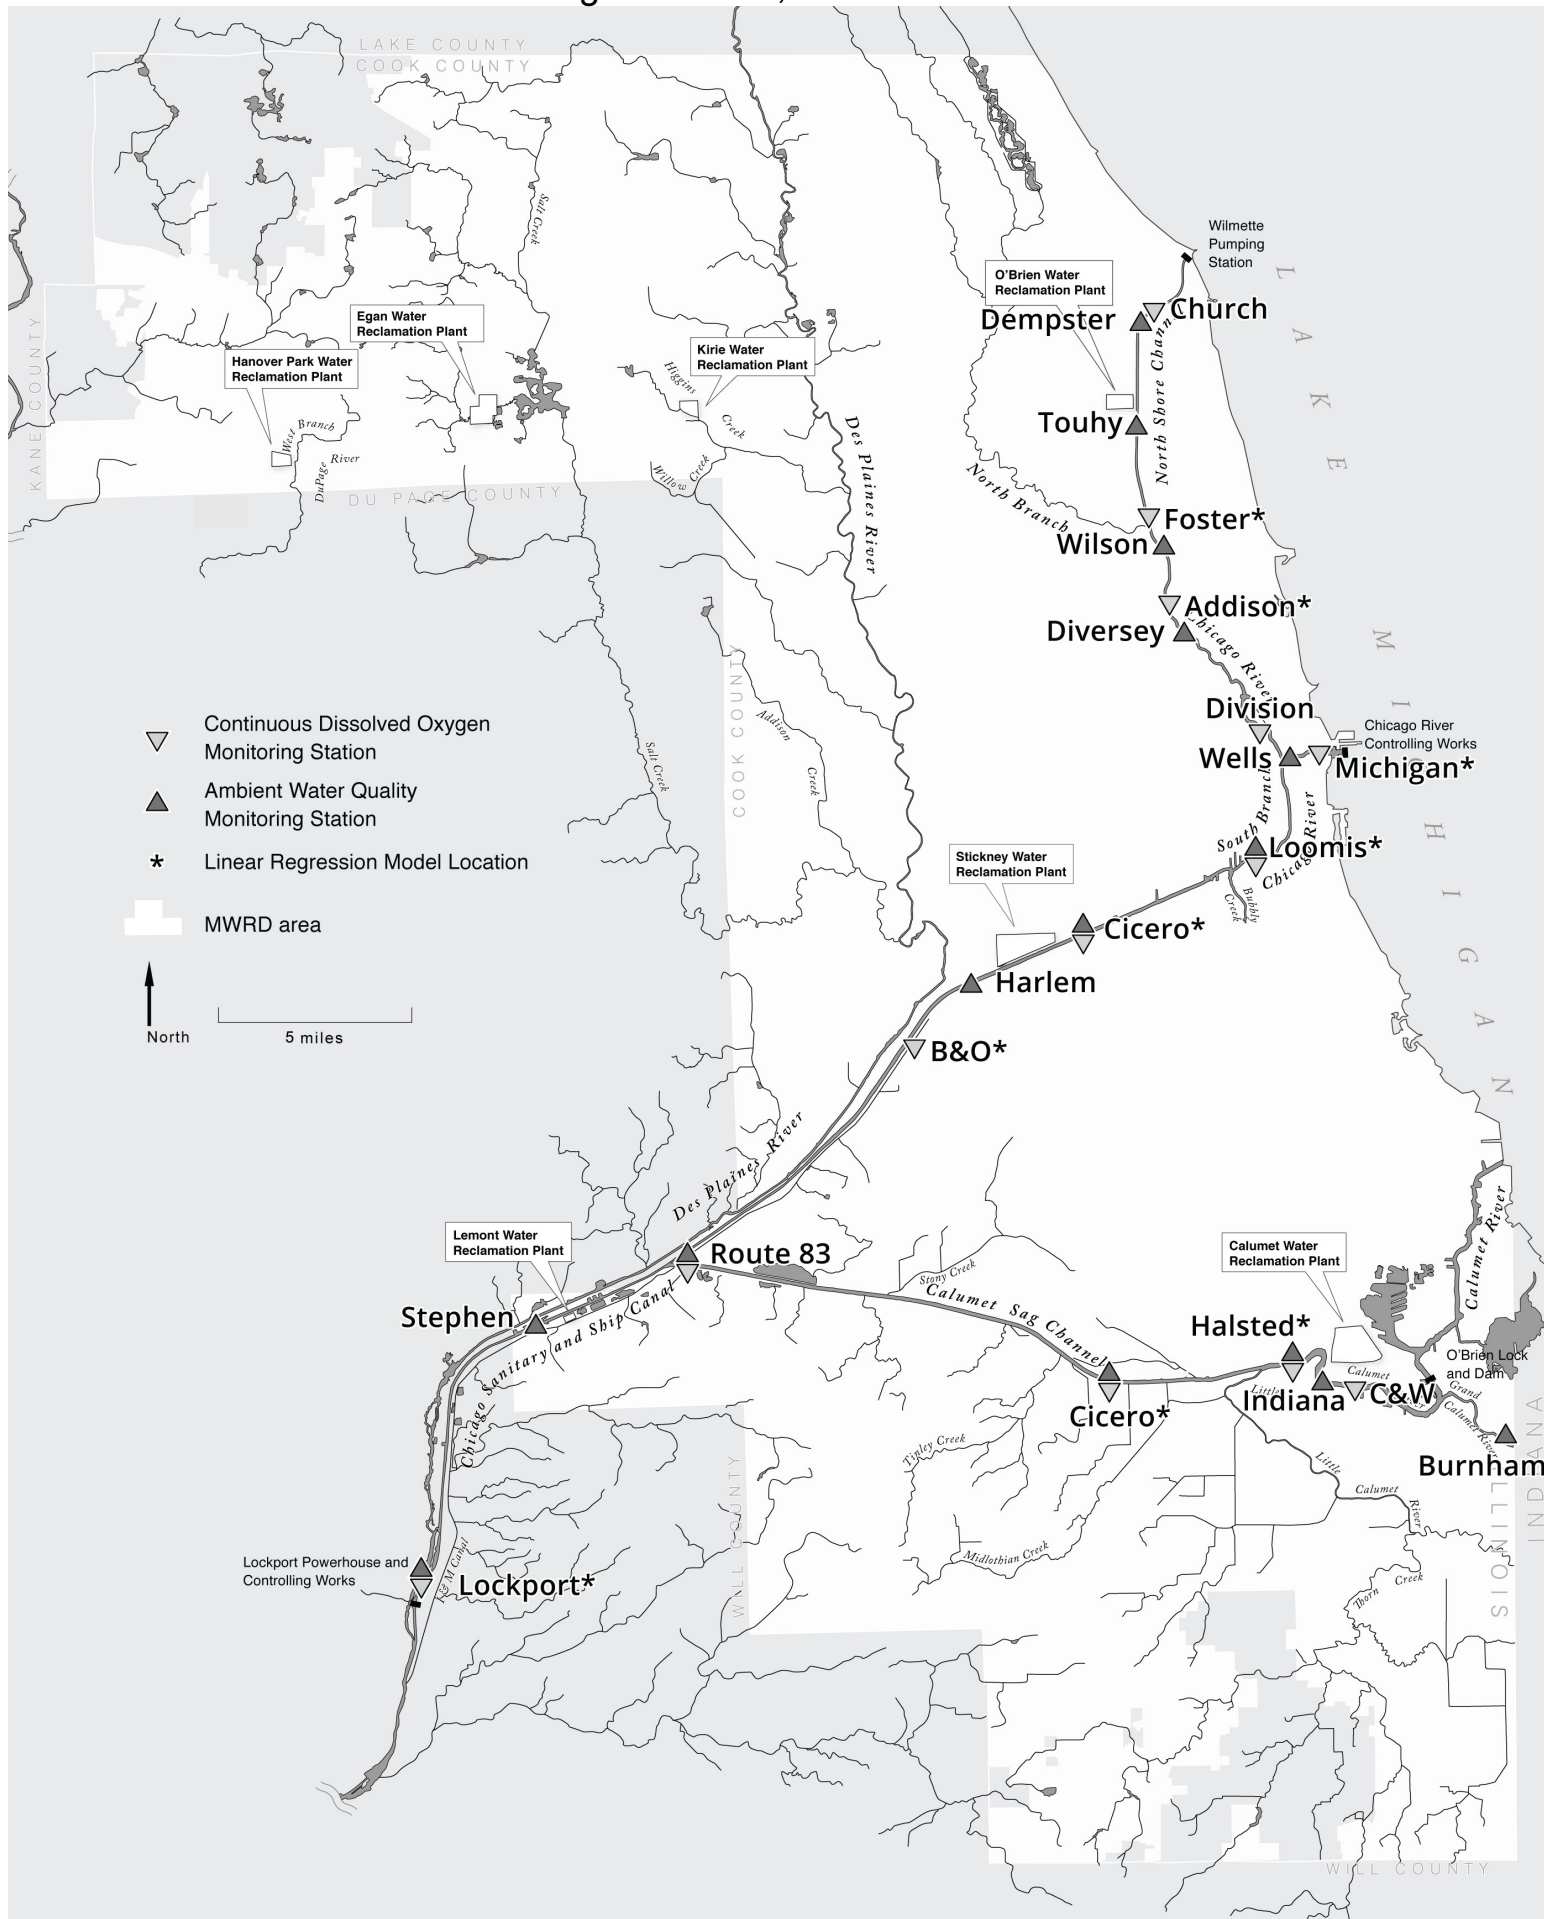 LAKE COUNTY
COOK COUNTY
Salt Creek
Wilmette
Pumping
Station
O'Brien Water
Reclamation Plant
Church
Dempster
Egan Water
Reclamation Plant
Hanover Park Water
Reclamation Plant
Kirie Water
Reclamation Plant
Higgins
Creek
KANE COUNTY
West Branch
DuPage
River
DU PAGE COUNTY
Willow Creek
Des Plaines River
Touhy
North Shore Channel
LAKE MICHIGAN
North Branch
Foster*
Wilson
Addison*
Diversey
Chicago River
Division
Wells
Michigan*
Chicago River
Controlling Works
COOK COUNTY
Addison
Creek
Salt Creek
Continuous Dissolved Oxygen
Monitoring Station
Ambient Water Quality
Monitoring Station
* Linear Regression Model Location
MWRD area
North
5 miles
South Branch
Chicago River
Loomis*
Bubbly
Creek
Stickney Water
Reclamation Plant
Cicero*
Harlem
B&O*
Des Plaines River
Lemont Water
Reclamation Plant
Route 83
Stephen
Chicago Sanitary and Ship Canal
Stony Creek
Calumet Sag Channel
Calumet Water
Reclamation Plant
Calumet River
Halsted*
O'Brien Lock
and Dam
Cicero*
Little
Indiana
Calumet
C&W
Grand
Calumet River
Burnham
Tinley Creek
Little
Calumet
River
Midlothian Creek
Thorn
Creek
ILLINOIS
INDIANA
WILL COUNTY
Lockport Powerhouse and
Controlling Works
Lockport*
I & M Canal
WILL COUNTY